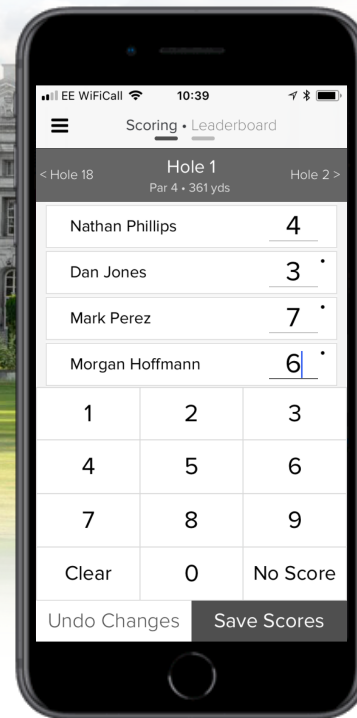 EE WiFiCall 10:39
Scoring • Leaderboard
< Hole 18 Hole 1 Hole 2 >
Par 4 • 361 yds
Nathan Phillips 4
Dan Jones 3
Mark Perez 7
Morgan Hoffmann 6
1 2 3
4 5 6
7 8 9
Clear 0 No Score
Undo Changes Save Scores